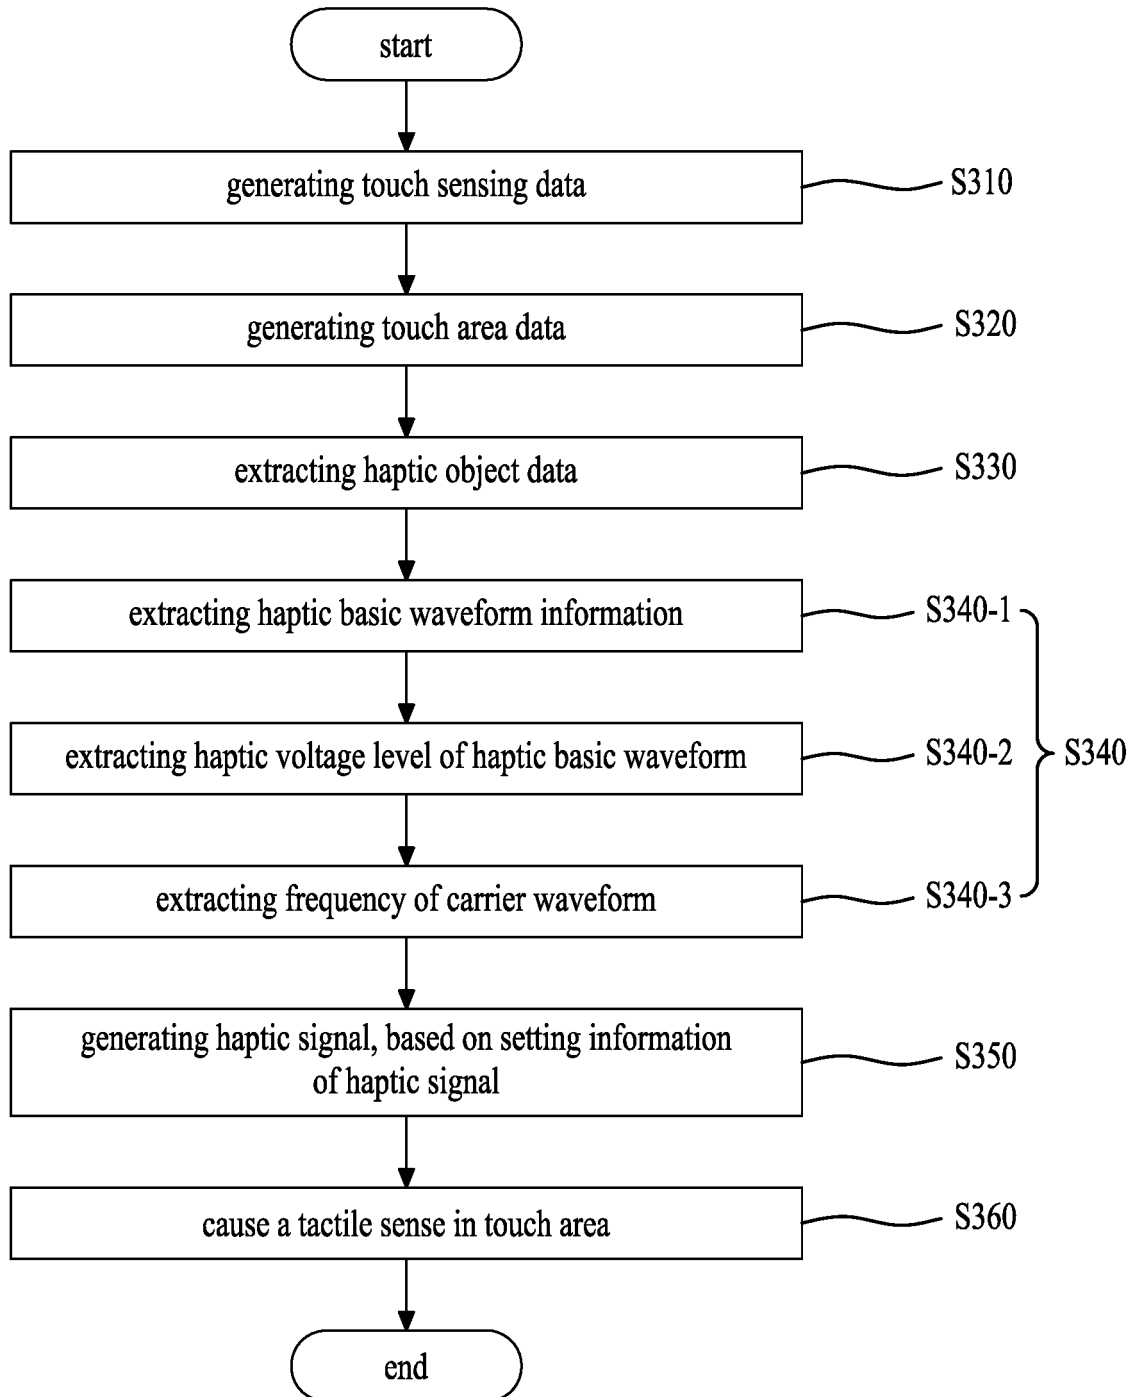 start
generating touch sensing data
S310
generating touch area data
S320
extracting haptic object data
S330
extracting haptic basic waveform information
S340-1
extracting haptic voltage level of haptic basic waveform
S340-2
S340
extracting frequency of carrier waveform
S340-3
generating haptic signal, based on setting information
of haptic signal
S350
cause a tactile sense in touch area
S360
end